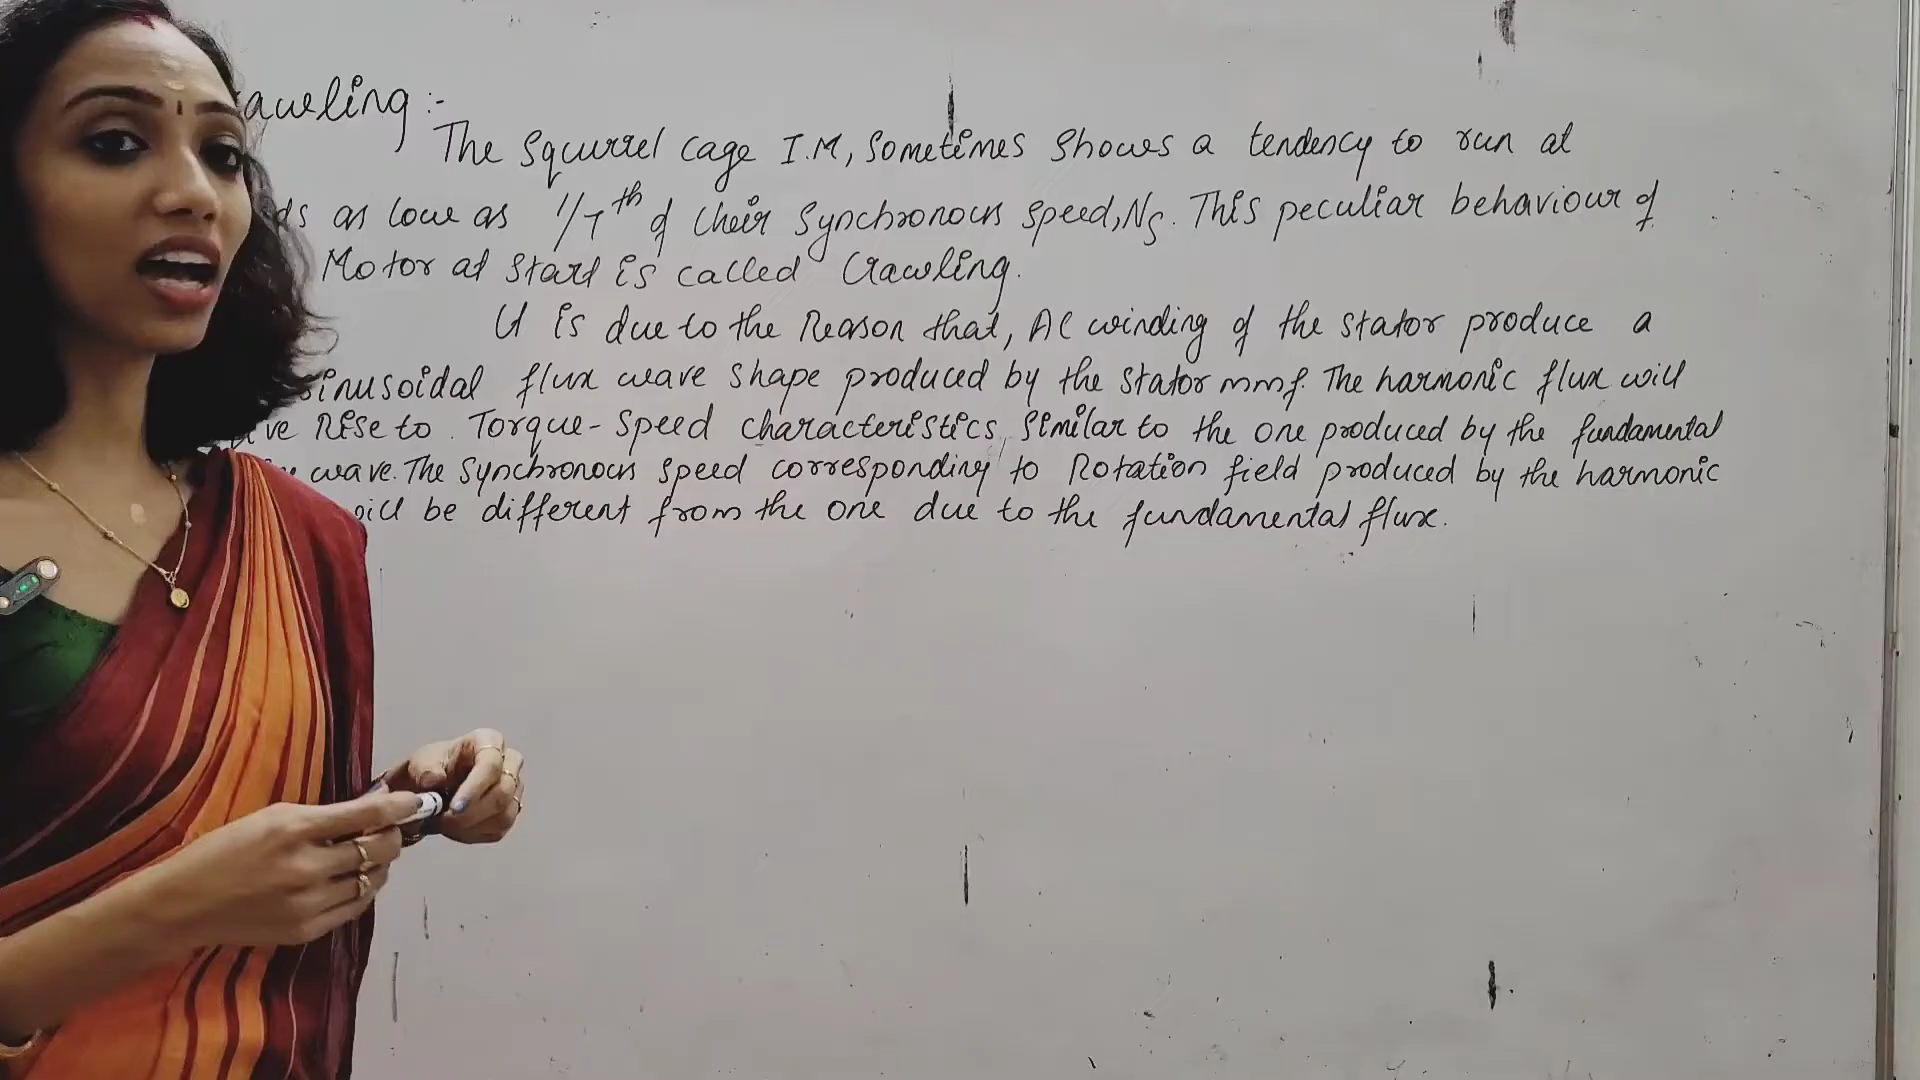 awling :-
The Squirrel cage I.M, Sometimes Shows a tendency to run at
ds as low as 1/7th of their Synchronous Speed, Ns. This peculiar behaviour of
Motor at Start is called Crawling.
It is due to the Reason that, AC winding of the stator produce a
sinusoidal flux wave shape produced by the stator mmf. The harmonic flux will
ve Rise to Torque-Speed characteristics, Similar to the one produced by the fundamental
wave. The Synchronous Speed corresponding to Rotation field produced by the harmonic
will be different from the one due to the fundamental flux.